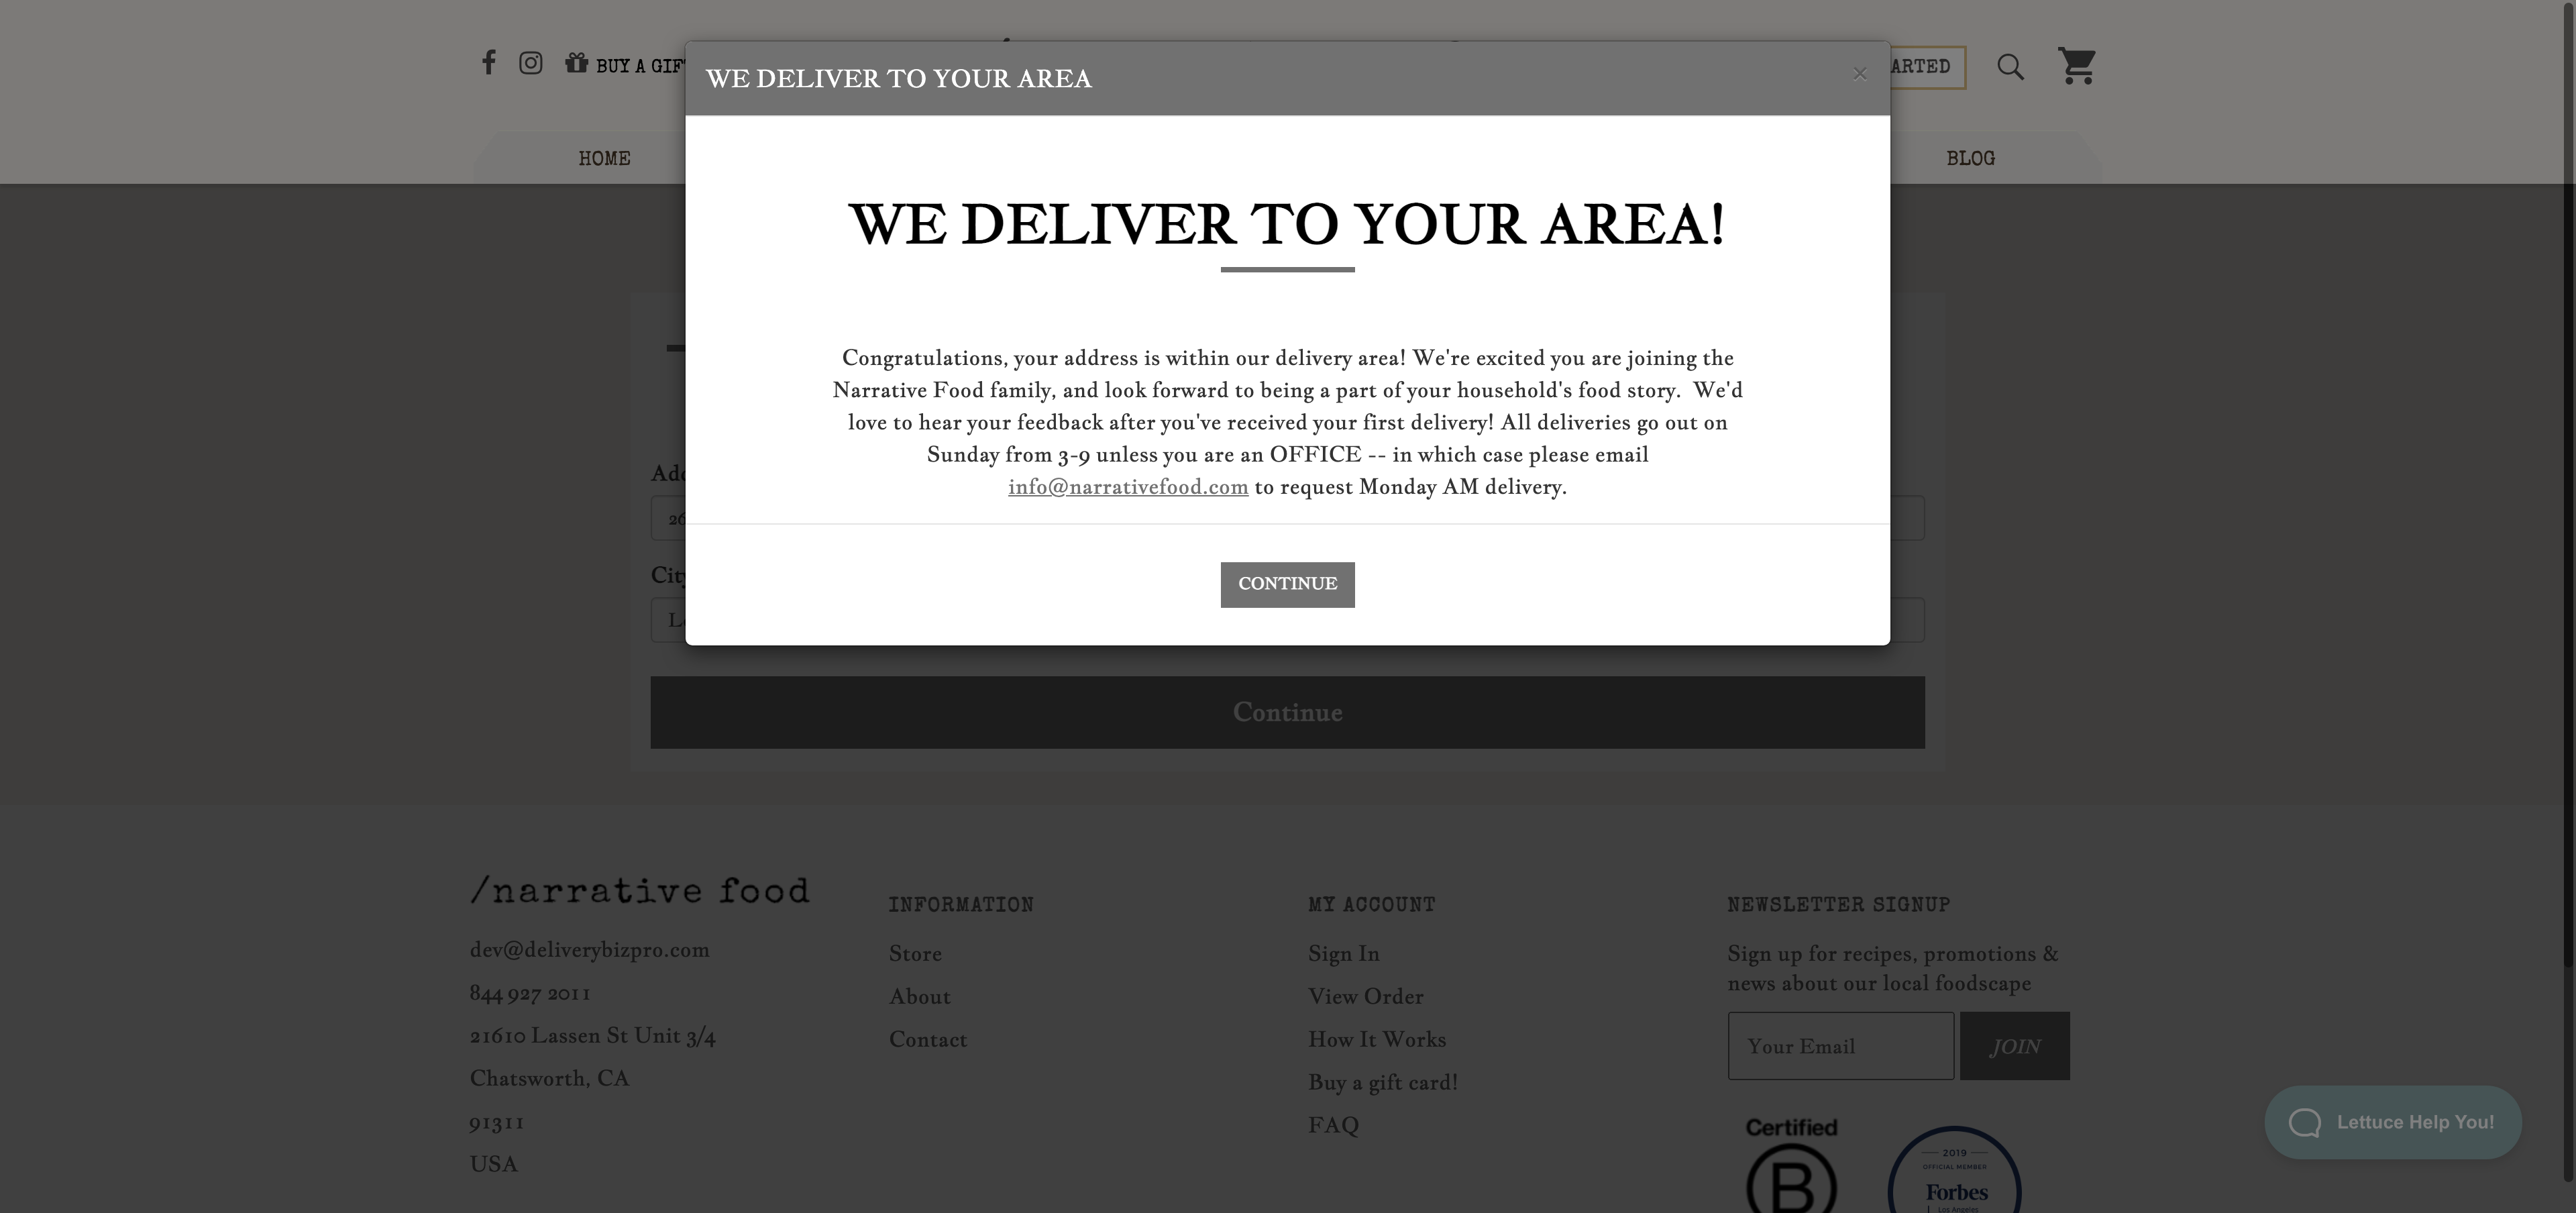 BUY A GIF
ARTED
WE DELIVER TO YOUR AREA
×
HOME
BLOG
WE DELIVER TO YOUR AREA!
Congratulations, your address is within our delivery area! We're excited you are joining the
Narrative Food family, and look forward to being a part of your household's food story.  We'd
love to hear your feedback after you've received your first delivery! All deliveries go out on
Sunday from 3-9 unless you are an OFFICE -- in which case please email
info@narrativefood.com to request Monday AM delivery.
CONTINUE
Add
26
City
Continue
/narrative food
dev@deliverybizpro.com
844 927 2011
21610 Lassen St Unit 3/4
Chatsworth, CA
91311
USA
INFORMATION
Store
About
Contact
MY ACCOUNT
Sign In
View Order
How It Works
Buy a gift card!
FAQ
NEWSLETTER SIGNUP
Sign up for recipes, promotions &
news about our local foodscape
Your Email
JOIN
Certified
B
2019
OFFICIAL MEMBER
Forbes
Los Angeles
Lettuce Help You!